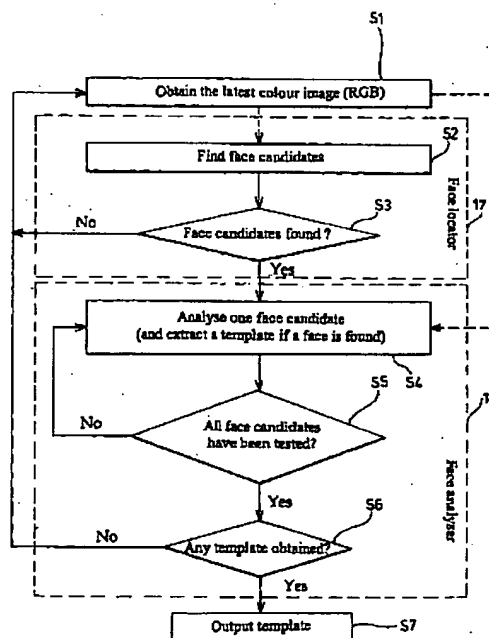 S1
Obtain the latest colour image (RGB)
S2
Find face candidates
S3
Face candidates found ?
No
Yes
Face locator
17
Analyse one face candidate
(and extract a template if a face is found)
S4
S5
All face candidates
have been tested?
No
Yes
Face analyser
S6
Any template obtained?
No
Yes
Output template
S7